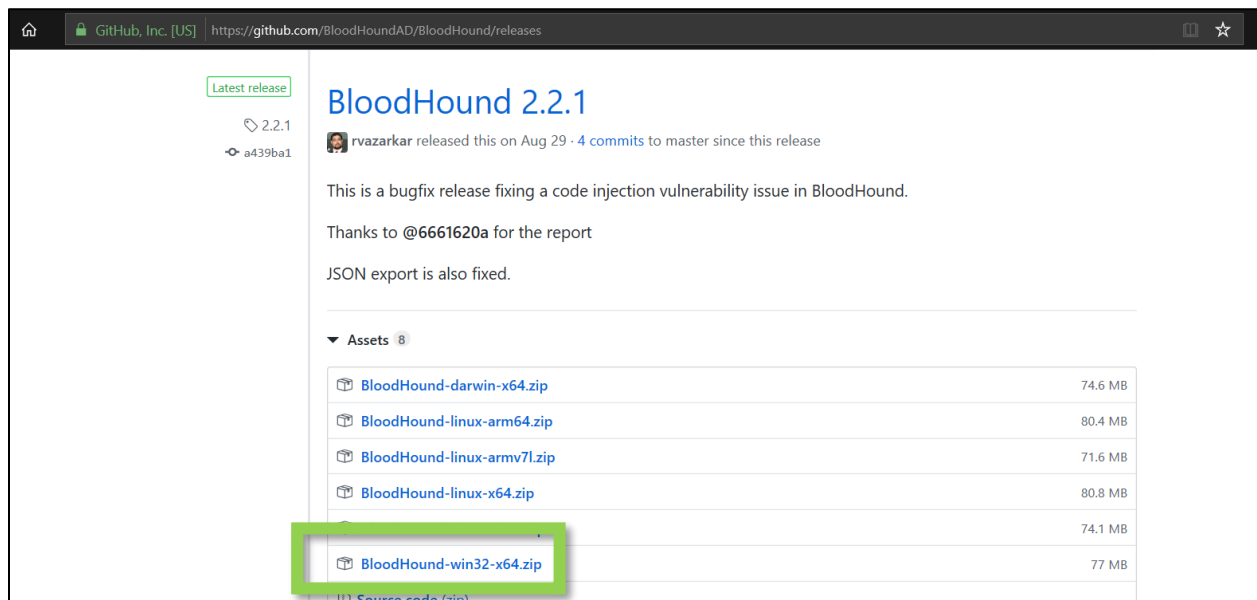 GitHub, Inc. [US] https://github.com/BloodHoundAD/BloodHound/releases
Latest release
2.2.1
a439ba1
BloodHound 2.2.1
rvazarkar released this on Aug 29 · 4 commits to master since this release
This is a bugfix release fixing a code injection vulnerability issue in BloodHound.
Thanks to @6661620a for the report
JSON export is also fixed.
Assets 8
BloodHound-darwin-x64.zip 74.6 MB
BloodHound-linux-arm64.zip 80.4 MB
BloodHound-linux-armv7l.zip 71.6 MB
BloodHound-linux-x64.zip 80.8 MB
74.1 MB
BloodHound-win32-x64.zip 77 MB
Source code (zip)